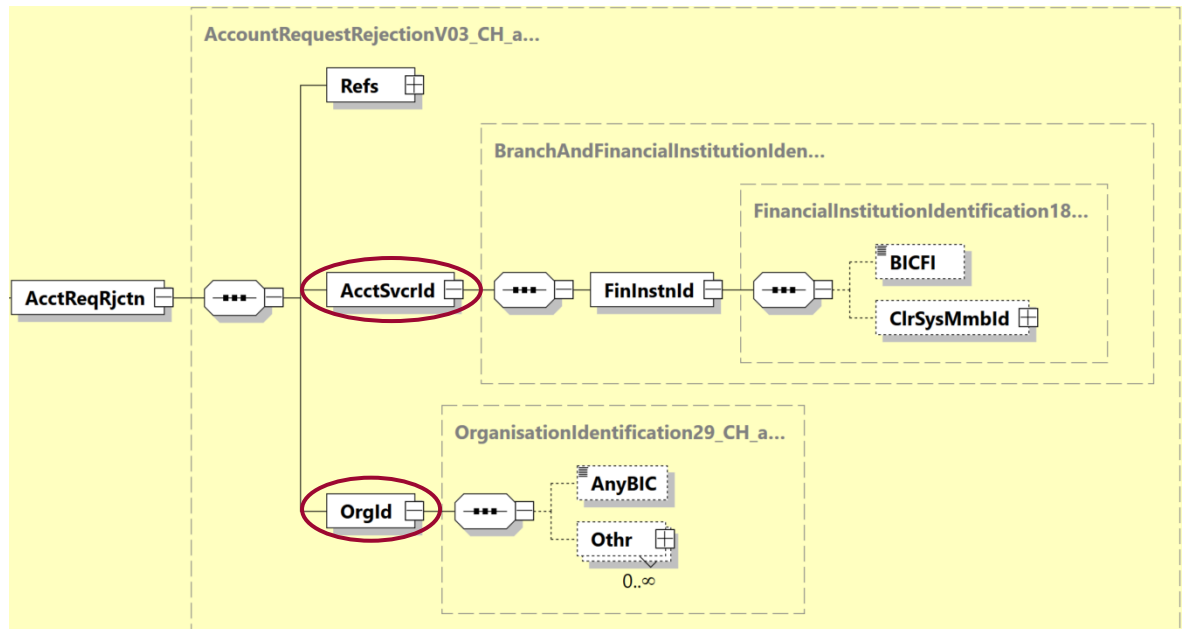 AccountRequestRejectionV03_CH_a...
Refs
BranchAndFinancialInstitutionIden...
FinancialInstitutionIdentification18...
BICFI
AcctReqRjctn
AcctSvcrId
FinInstnId
ClrSysMmbId
OrganisationIdentification29_CH_a...
AnyBIC
OrgId
Othr
0..∞